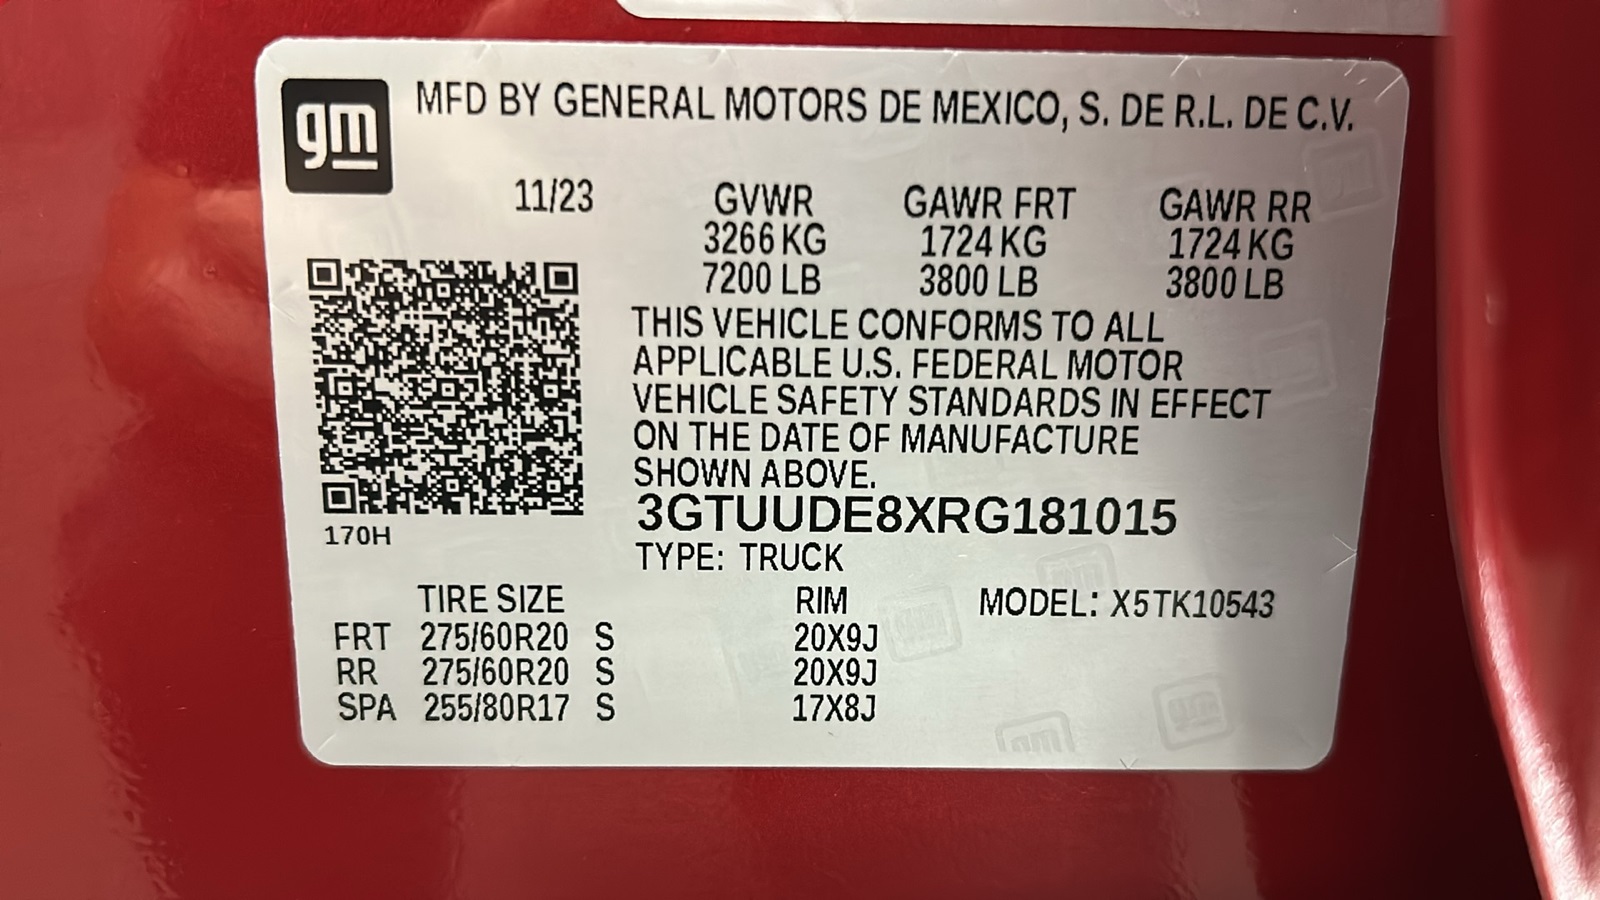 gm
MFD BY GENERAL MOTORS DE MEXICO, S. DE R.L. DE C.V.
11/23 GVWR GAWR FRT GAWR RR
3266 KG 1724 KG 1724 KG
7200 LB 3800 LB 3800 LB
THIS VEHICLE CONFORMS TO ALL
APPLICABLE U.S. FEDERAL MOTOR
VEHICLE SAFETY STANDARDS IN EFFECT
ON THE DATE OF MANUFACTURE
SHOWN ABOVE.
3GTUUDE8XRG181015
170H
TYPE: TRUCK
TIRE SIZE RIM MODEL: X5TK10543
FRT 275/60R20 S 20X9J
RR 275/60R20 S 20X9J
SPA 255/80R17 S 17X8J